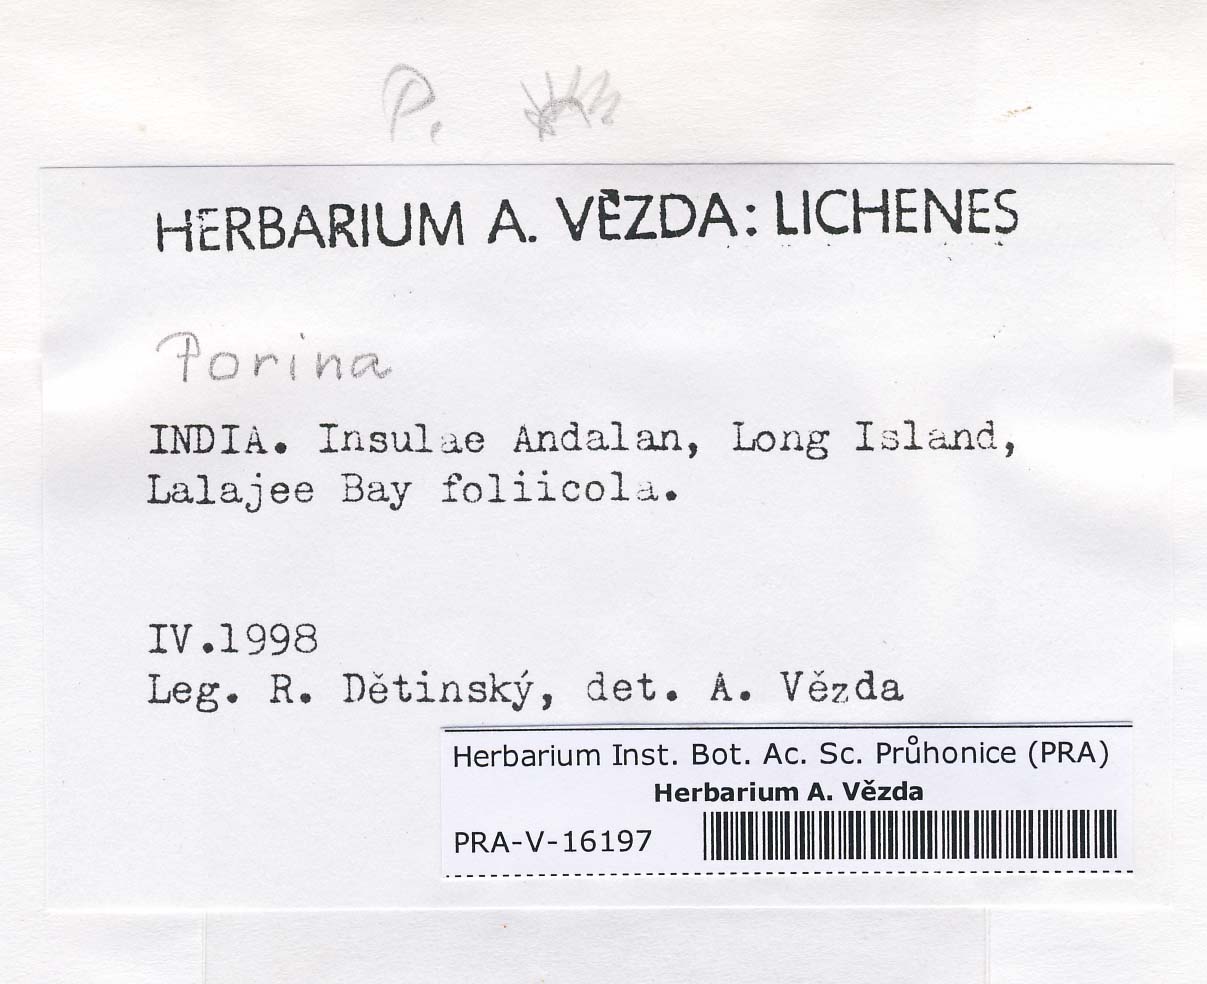 P.
HERBARIUM A. VĚZDA: LICHENES
Porina
INDIA. Insulae Andalan, Long Island,
Lalajee Bay foliicola.
IV.1998
Leg. R. Dětinský, det. A. Vězda
Herbarium Inst. Bot. Ac. Sc. Průhonice (PRA)
Herbarium A. Vězda
PRA-V-16197